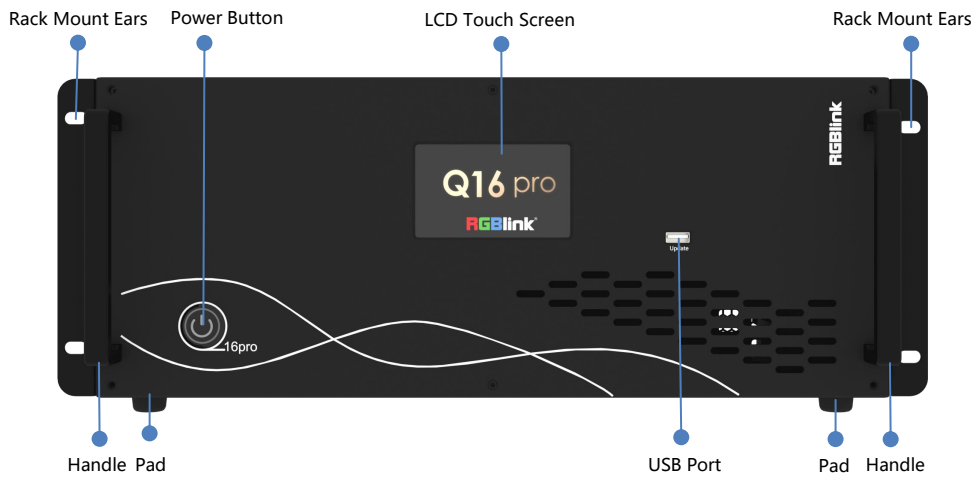 Rack Mount Ears
Power Button
LCD Touch Screen
Rack Mount Ears
RGBlink
Q16 pro
RGBlink
Update
16pro
Handle
Pad
USB Port
Pad
Handle